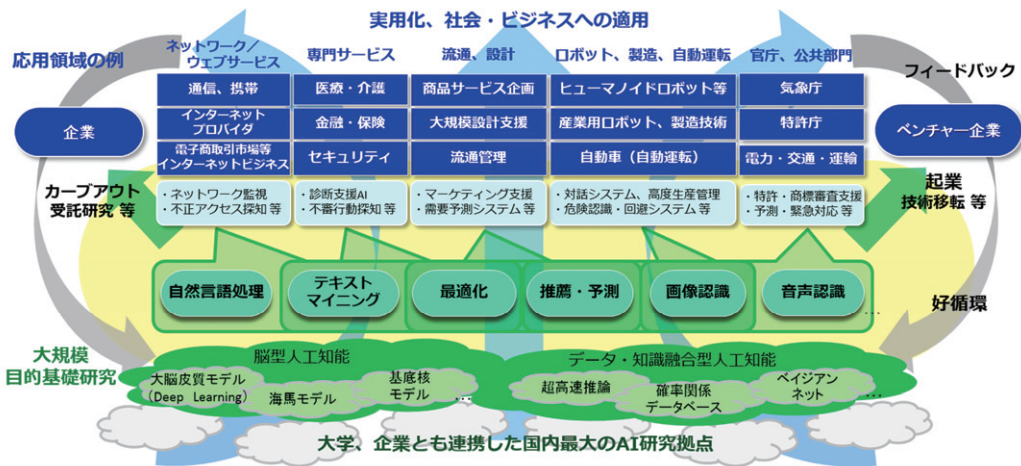 実用化、社会・ビジネスへの適用
応用領域の例
ネットワーク／
ウェブサービス
専門サービス
流通、設計
ロボット、製造、自動運転
官庁、公共部門
フィードバック
企業
ベンチャー企業
通信、携帯
医療・介護
商品サービス企画
ヒューマノイドロボット等
気象庁
インターネット
プロバイダ
金融・保険
大規模設計支援
産業用ロボット、製造技術
特許庁
電子商取引市場等
インターネットビジネス
セキュリティ
流通管理
自動車（自動運転）
電力・交通・運輸
カーブアウト
受託研究 等
・ネットワーク監視
・不正アクセス探知 等
・診断支援AI
・不審行動探知 等
・マーケティング支援
・需要予測システム 等
・対話システム、高度生産管理
・危険認識・回避システム 等
・特許・商標審査支援
・予測・緊急対応 等
起業
技術移転 等
自然言語処理
テキスト
マイニング
最適化
推薦・予測
画像認識
音声認識
…
好循環
大規模
目的基礎研究
脳型人工知能
データ・知識融合型人工知能
大脳皮質モデル
（Deep Learning）
海馬モデル
基底核
モデル
…
超高速推論
確率関係
データベース
ベイジアン
ネット
…
大学、企業とも連携した国内最大のAI研究拠点